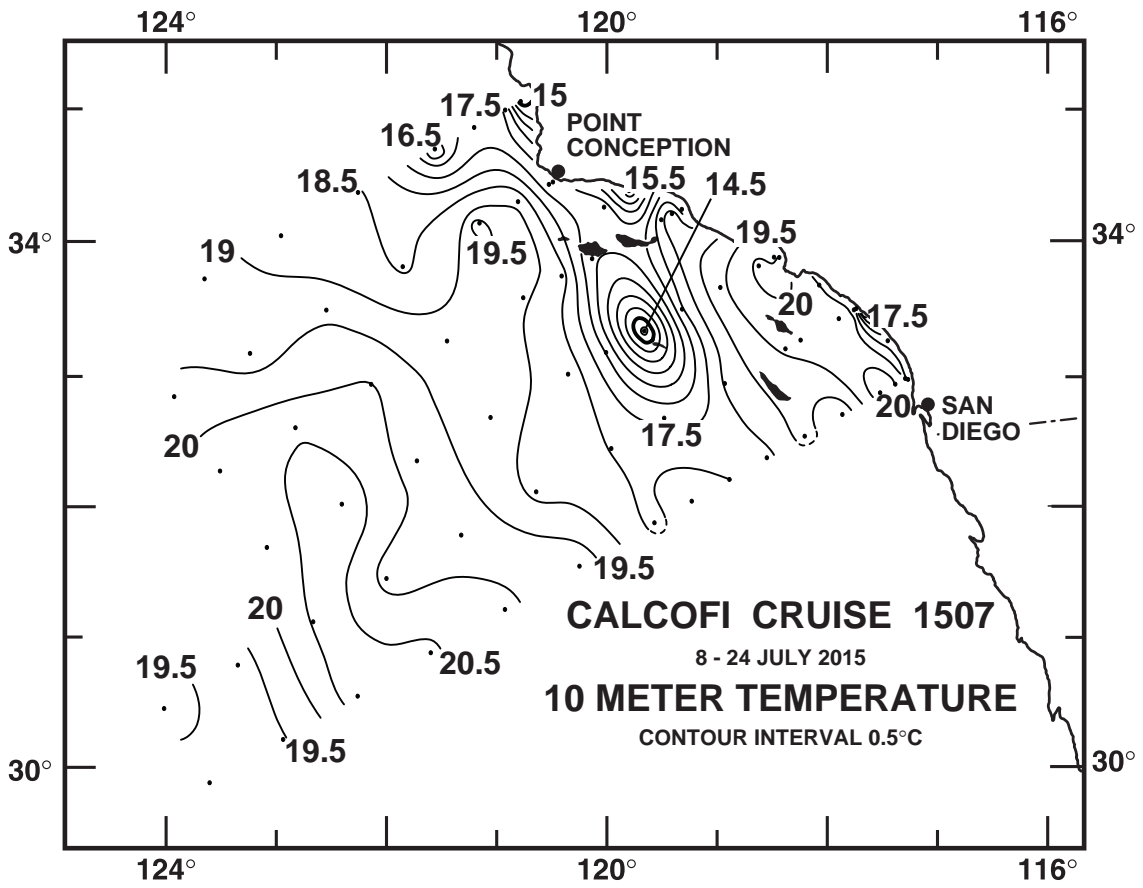 124° 120° 116°
17.5 15
POINT
CONCEPTION
16.5
15.5 14.5
18.5
34° 19 19.5 19.5 34°
20
17.5
20
17.5
20 SAN
DIEGO
19.5
20
CALCOFI CRUISE 1507
8 - 24 JULY 2015
19.5 20.5
10 METER TEMPERATURE
CONTOUR INTERVAL 0.5°C
19.5
30° 30°
124° 120° 116°